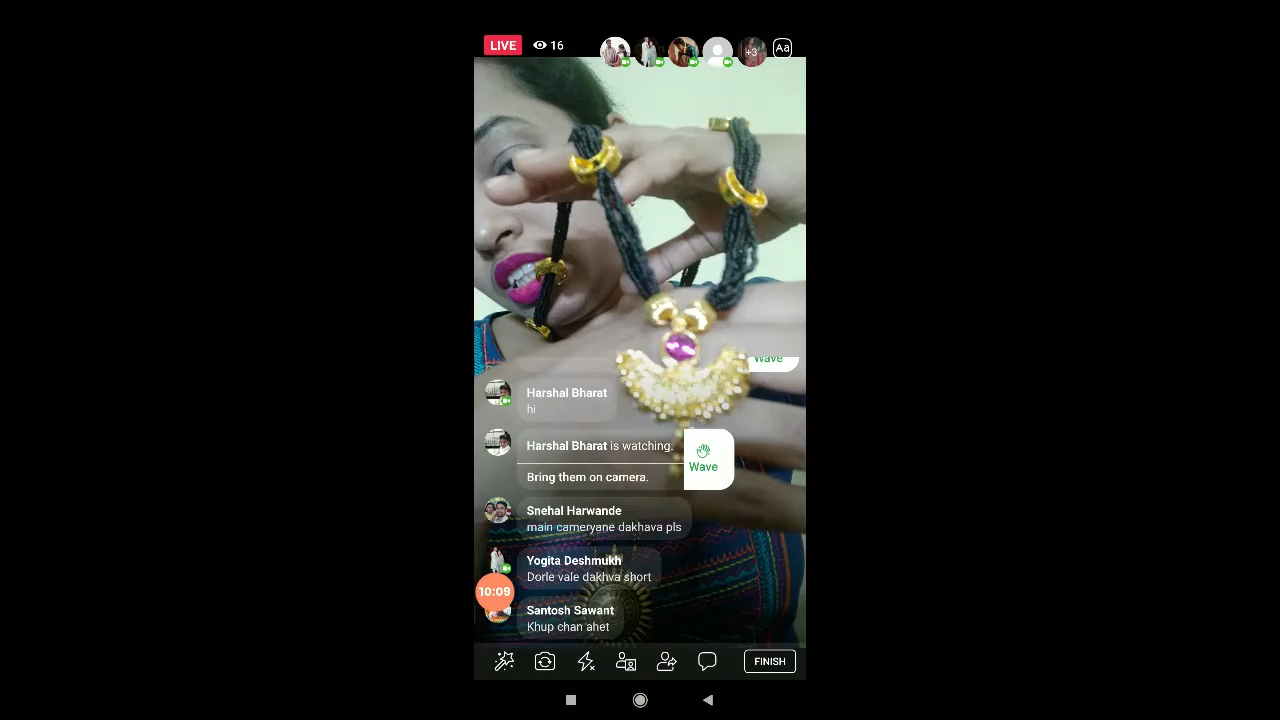 LIVE 16 +3 Aa
Wave
Harshal Bharat
hi
Harshal Bharat is watching.
Wave
Bring them on camera.
Snehal Harwande
main cameryane dakhava pls
Yogita Deshmukh
Dorle vale dakhva short
10:09
Santosh Sawant
Khup chan ahet
FINISH